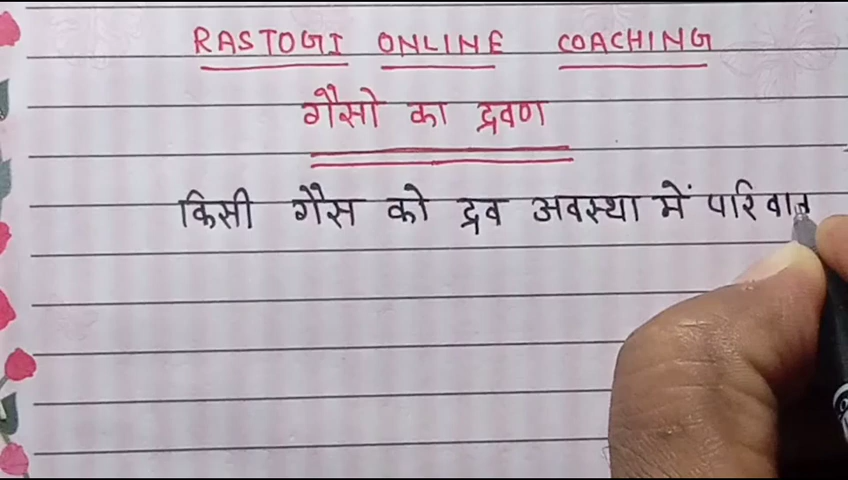 RASTOGI ONLINE COACHING
गैसो का द्रवण
किसी गैस को द्रव अवस्था में